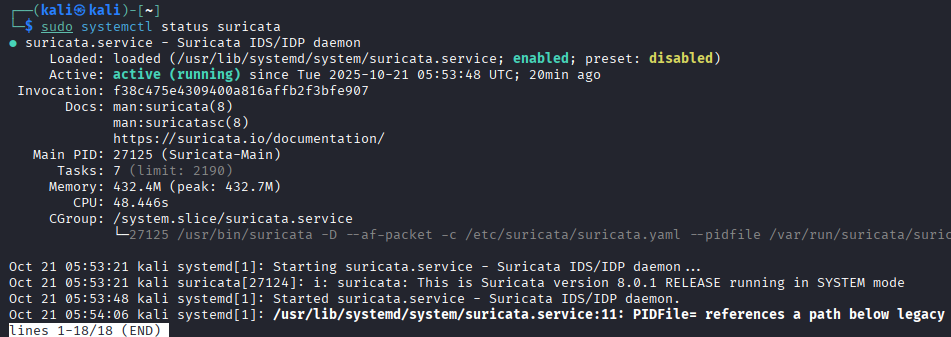 ┌──(kali㉿kali)-[~]
└─$ sudo systemctl status suricata
● suricata.service - Suricata IDS/IDP daemon
     Loaded: loaded (/usr/lib/systemd/system/suricata.service; enabled; preset: disabled)
     Active: active (running) since Tue 2025-10-21 05:53:48 UTC; 20min ago
 Invocation: f38c475e4309400a816affb2f3bfe907
       Docs: man:suricata(8)
             man:suricatasc(8)
             https://suricata.io/documentation/
   Main PID: 27125 (Suricata-Main)
      Tasks: 7 (limit: 2190)
     Memory: 432.4M (peak: 432.7M)
        CPU: 48.446s
     CGroup: /system.slice/suricata.service
             └─27125 /usr/bin/suricata -D --af-packet -c /etc/suricata/suricata.yaml --pidfile /var/run/suricata/suric

Oct 21 05:53:21 kali systemd[1]: Starting suricata.service - Suricata IDS/IDP daemon...
Oct 21 05:53:21 kali suricata[27124]: i: suricata: This is Suricata version 8.0.1 RELEASE running in SYSTEM mode
Oct 21 05:53:48 kali systemd[1]: Started suricata.service - Suricata IDS/IDP daemon.
Oct 21 05:54:06 kali systemd[1]: /usr/lib/systemd/system/suricata.service:11: PIDFile= references a path below legacy
lines 1-18/18 (END)